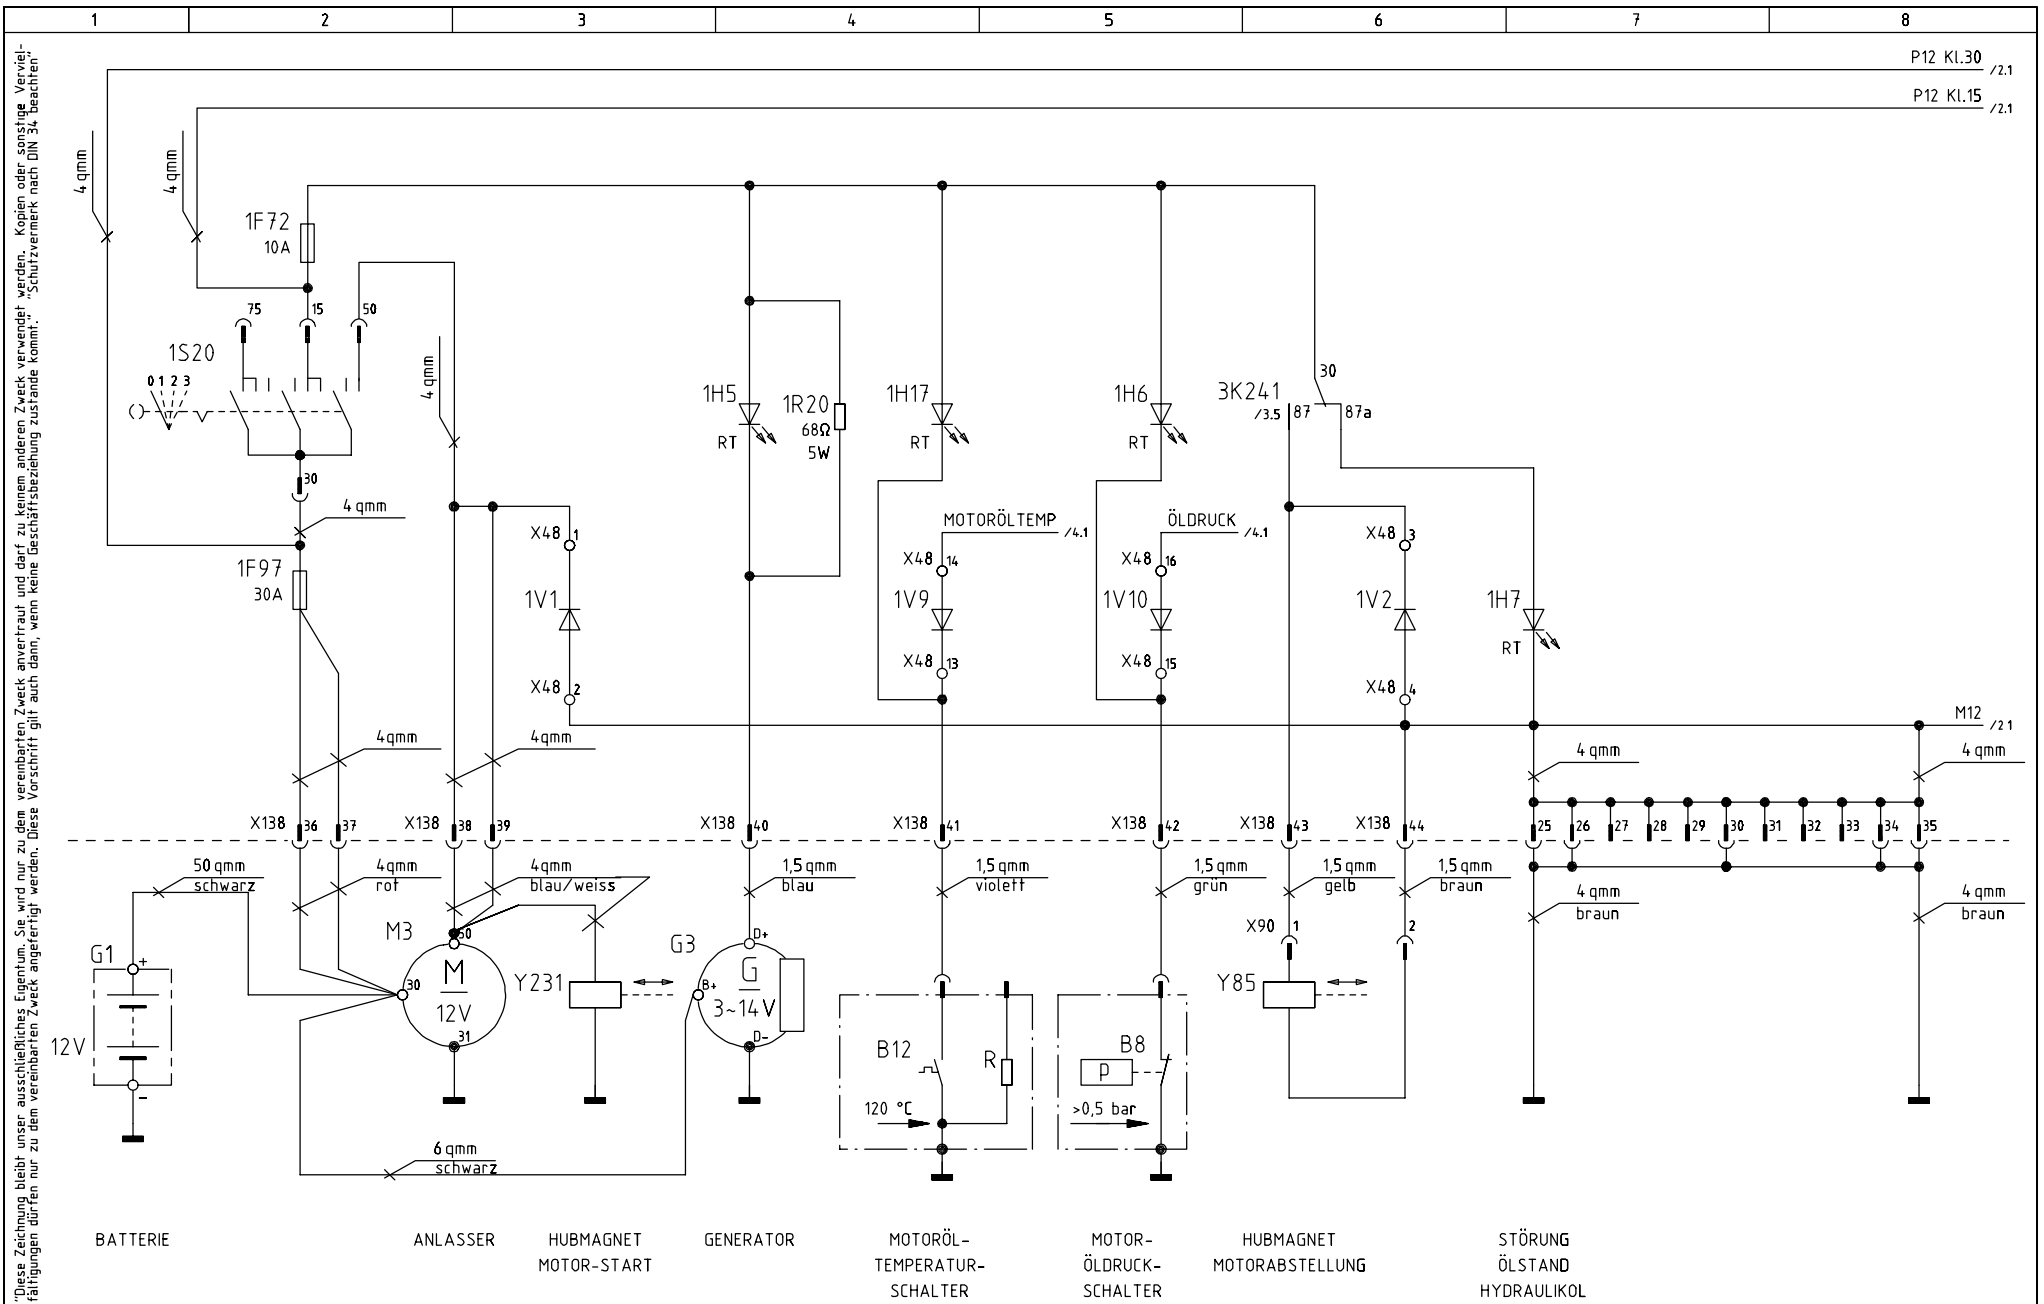 1 2 3 4 5 6 7 8
"Diese Zeichnung bleibt unser ausschließliches Eigentum. Sie wird nur zu dem vereinbarten Zweck anvertraut und darf zu keinem anderen Zweck verwendet werden. Kopien oder sonstige Verviel-
fältigungen dürfen nur zu dem vereinbarten Zweck angefertigt werden. Diese Vorschrift gilt auch dann, wenn keine Geschäftsbeziehung zustande kommt." "Schutzvermerk nach DIN 34 beachten"
P12 Kl.30 /2.1
P12 Kl.15 /2.1
4 qmm 4 qmm
1F72
10A
75 15 50
1S20
0 1 2 3
4 qmm
30
4 qmm
1F97
30A
1H5
RT
1R20
68Ω
5W
1H17
RT
1H6
RT
3K241
/3.5 87 30 87a
MOTORÖLTEMP /4.1
ÖLDRUCK /4.1
X48 1
1V1
X48 2
X48 14
1V9
X48 13
X48 16
1V10
X48 15
X48 3
1V2
X48 4
1H7
RT
M12 /2.1
4qmm 4qmm 4 qmm 4 qmm
X138 36 37 X138 38 39 X138 40 X138 41 X138 42 X138 43 X138 44 25 26 27 28 29 30 31 32 33 34 35
50 qmm
schwarz
4qmm
rot
4qmm
blau/weiss
1,5 qmm
blau
1,5 qmm
violett
1,5 qmm
grün
1,5 qmm
gelb
1,5 qmm
braun
4 qmm
braun
4 qmm
braun
G1
+
12V
-
M3
50
30
M
12V
31
Y231
G3
D+
B+
G
3~14V
D-
B12
R
120 °C
B8
P
>0,5 bar
X90 1 2
Y85
6 qmm
schwarz
BATTERIE
ANLASSER
HUBMAGNET
MOTOR-START
GENERATOR
MOTORÖL-
TEMPERATUR-
SCHALTER
MOTOR-
ÖLDRUCK-
SCHALTER
HUBMAGNET
MOTORABSTELLUNG
STÖRUNG
ÖLSTAND
HYDRAULIKÖL